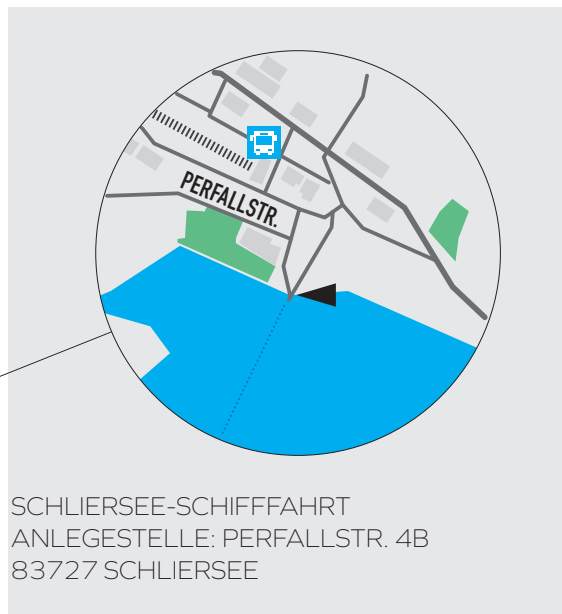 PERFALLSTR.
SCHLIERSEE-SCHIFFFAHRT
ANLEGESTELLE: PERFALLSTR. 4B
83727 SCHLIERSEE